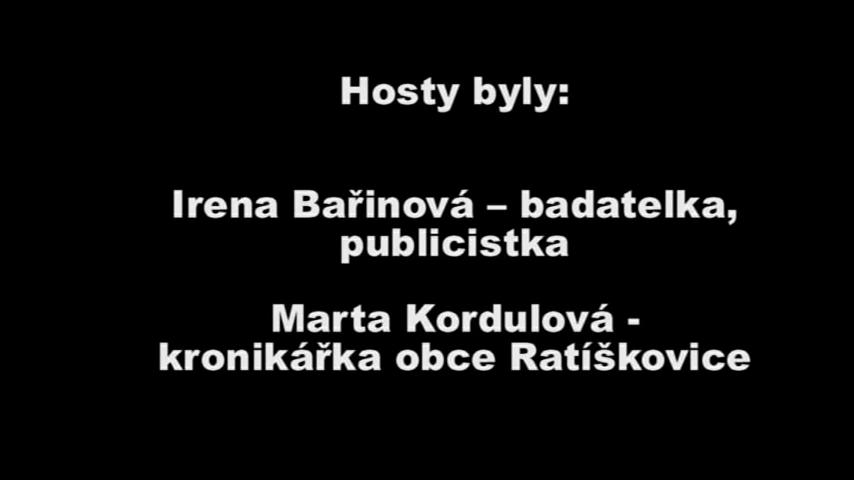 Hosty byly:
Irena Bařinová – badatelka,
publicistka
Marta Kordulová -
kronikářka obce Ratíškovice